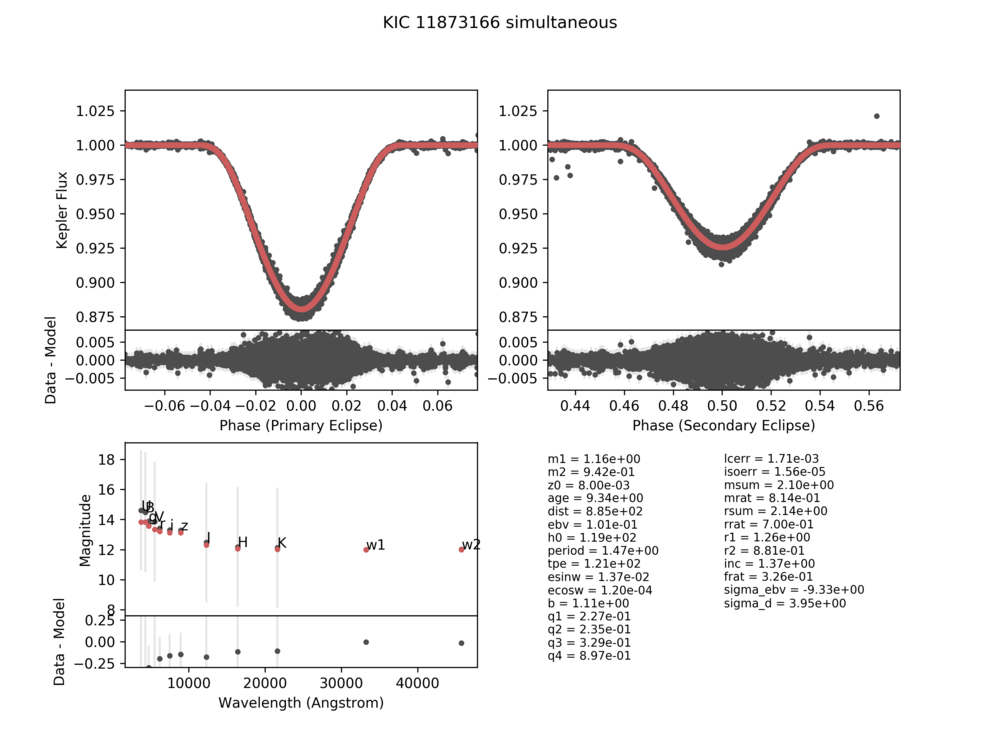 KIC 11873166 simultaneous
1.025
1.000
0.975
0.950
0.925
0.900
0.875
Kepler Flux
0.005
0.000
−0.005
Data - Model
−0.06 −0.04 −0.02 0.00 0.02 0.04 0.06
Phase (Primary Eclipse)
1.025
1.000
0.975
0.950
0.925
0.900
0.875
0.005
0.000
−0.005
0.44 0.46 0.48 0.50 0.52 0.54 0.56
Phase (Secondary Eclipse)
18
16
14
12
10
8
Magnitude
B
g V
r i z
J
H
K
w1
w2
0.25
0.00
−0.25
Data - Model
10000 20000 30000 40000
Wavelength (Angstrom)
m1 = 1.16e+00
m2 = 9.42e-01
z0 = 8.00e-03
age = 9.34e+00
dist = 8.85e+02
ebv = 1.01e-01
h0 = 1.19e+02
period = 1.47e+00
tpe = 1.21e+02
esinw = 1.37e-02
ecosw = 1.20e-04
b = 1.11e+00
q1 = 2.27e-01
q2 = 2.35e-01
q3 = 3.29e-01
q4 = 8.97e-01
lcerr = 1.71e-03
isoerr = 1.56e-05
msum = 2.10e+00
mrat = 8.14e-01
rsum = 2.14e+00
rrat = 7.00e-01
r1 = 1.26e+00
r2 = 8.81e-01
inc = 1.37e+00
frat = 3.26e-01
sigma_ebv = -9.33e+00
sigma_d = 3.95e+00